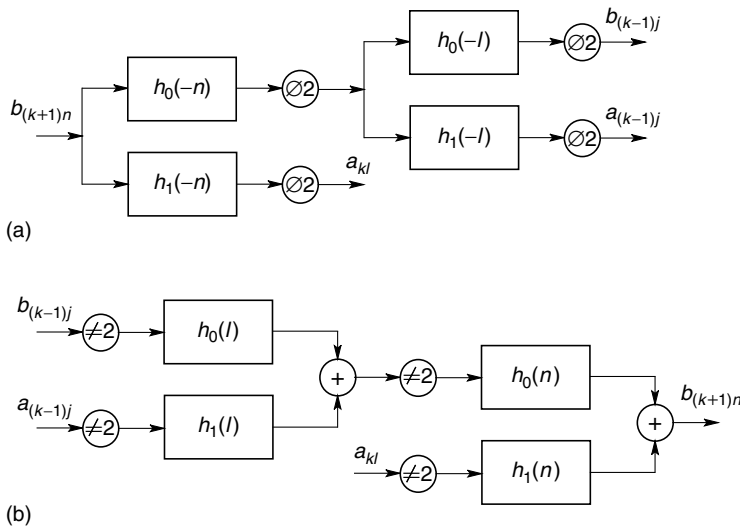 b(k+1)n
h0(−n)
∅2
h0(−l)
∅2
b(k−1)j
h1(−l)
∅2
a(k−1)j
h1(−n)
∅2
akl
(a)
b(k−1)j
≠2
h0(l)
+
≠2
h0(n)
a(k−1)j
≠2
h1(l)
akl
≠2
h1(n)
+
b(k+1)n
(b)